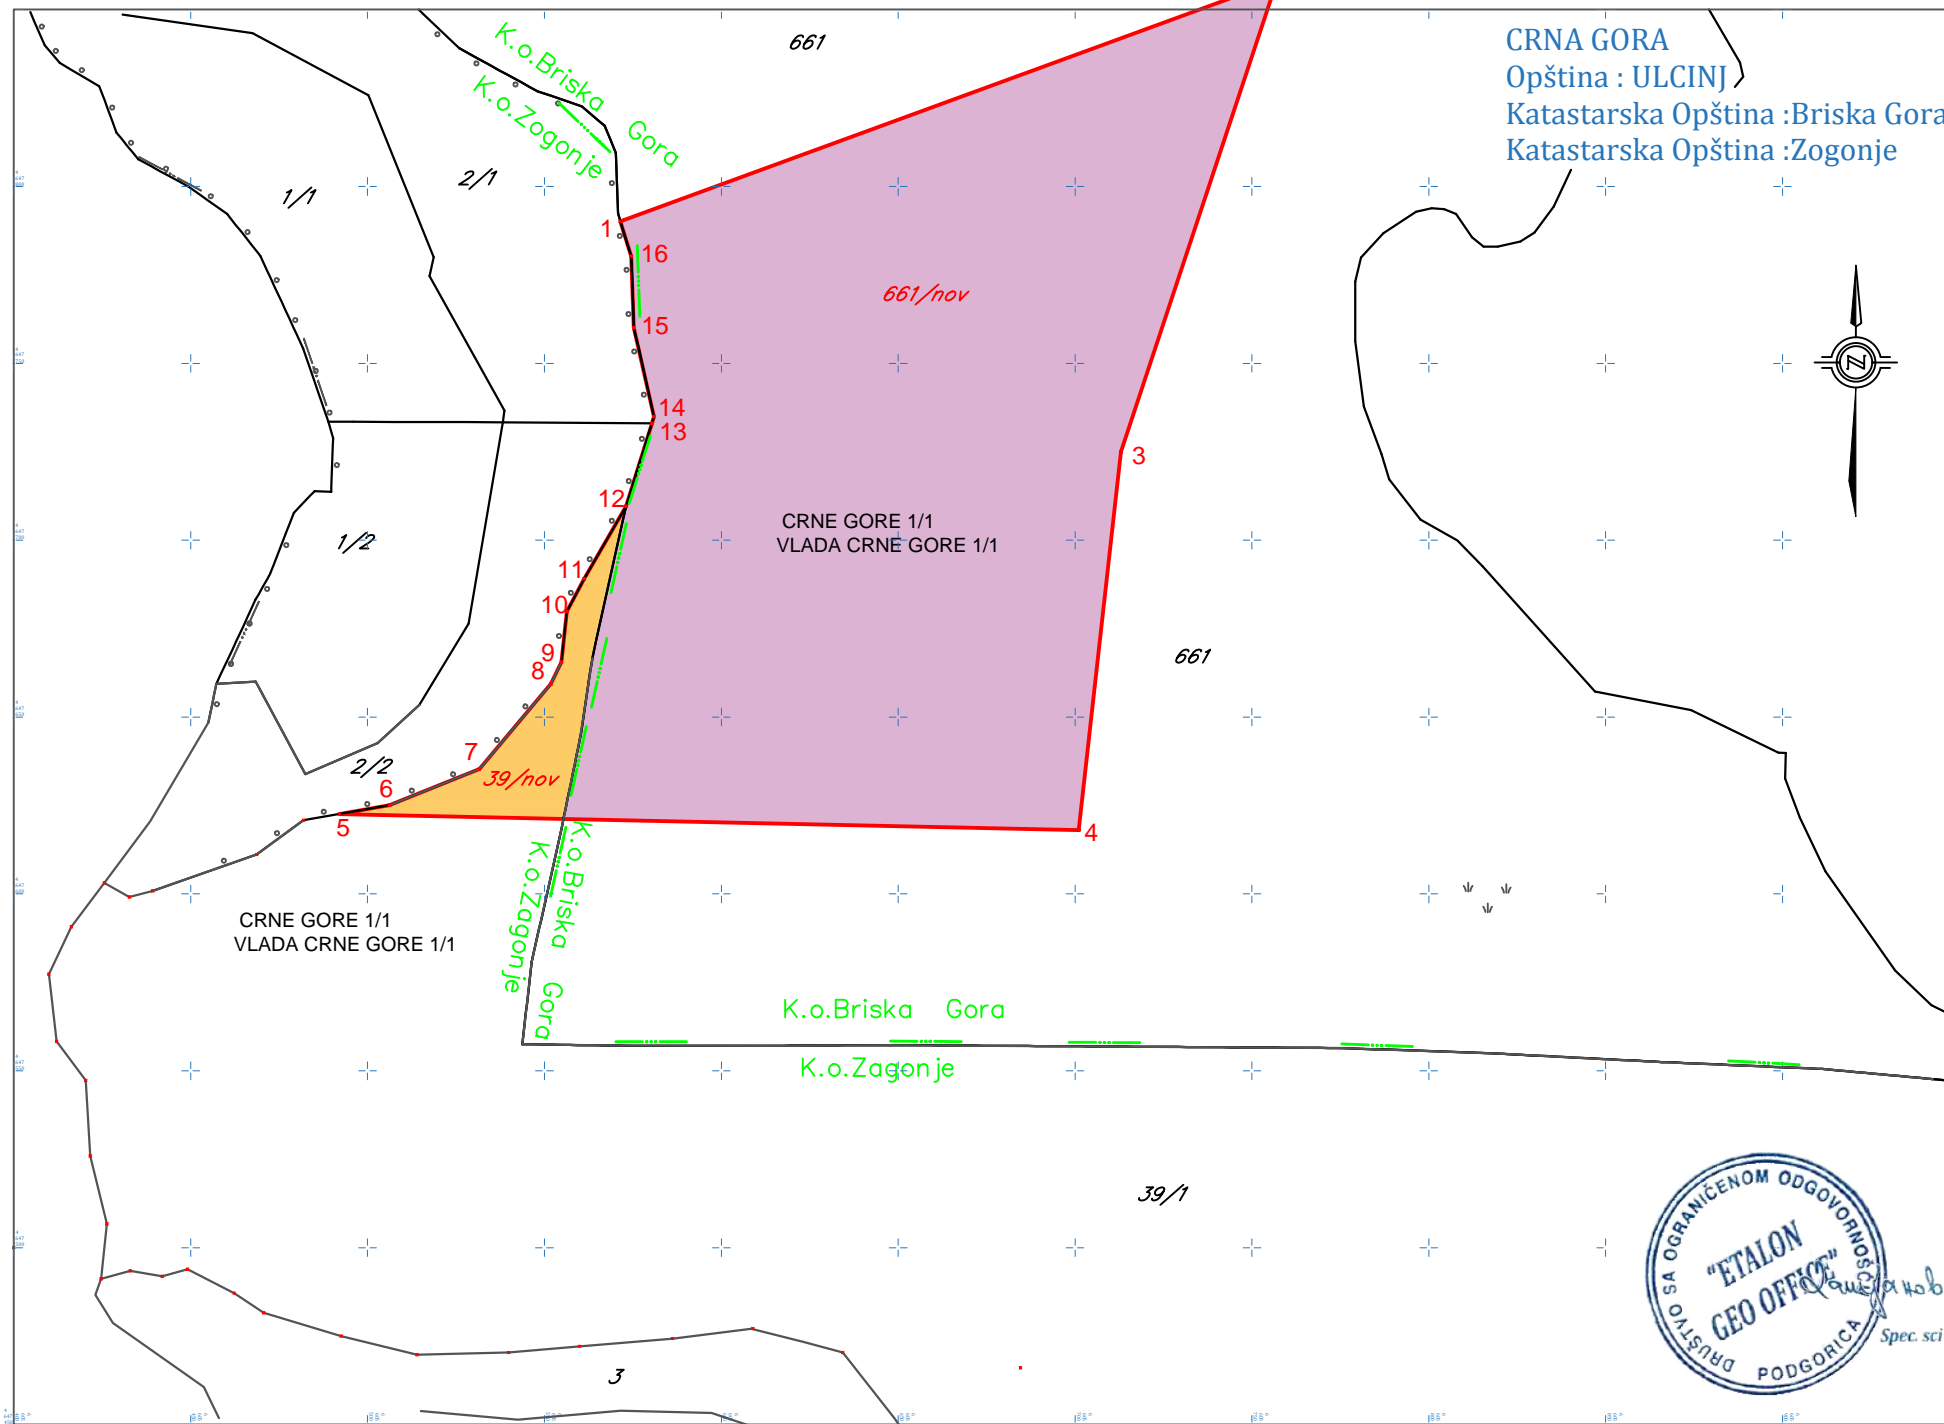 CRNA GORA
Opština : ULCINJ
Katastarska Opština :Briska Gora
Katastarska Opština :Zogonje
661
K.o.Briska Gora
K.o.Zogonje
1/1
2/1
1
16
661/nov
15
14
13
3
12
CRNE GORE 1/1
VLADA CRNE GORE 1/1
1/2
11
10
9
8
661
7
2/2
39/nov
6
5
4
K.o.Briska Gora
K.o.Zagonje
CRNE GORE 1/1
VLADA CRNE GORE 1/1
K.o.Briska Gora
K.o.Zagonje
39/1
3
N
DRUŠTVO SA OGRANIČENOM ODGOVORNOŠĆU
"ETALON
GEO OFFICE"
PODGORICA
Spec. sci